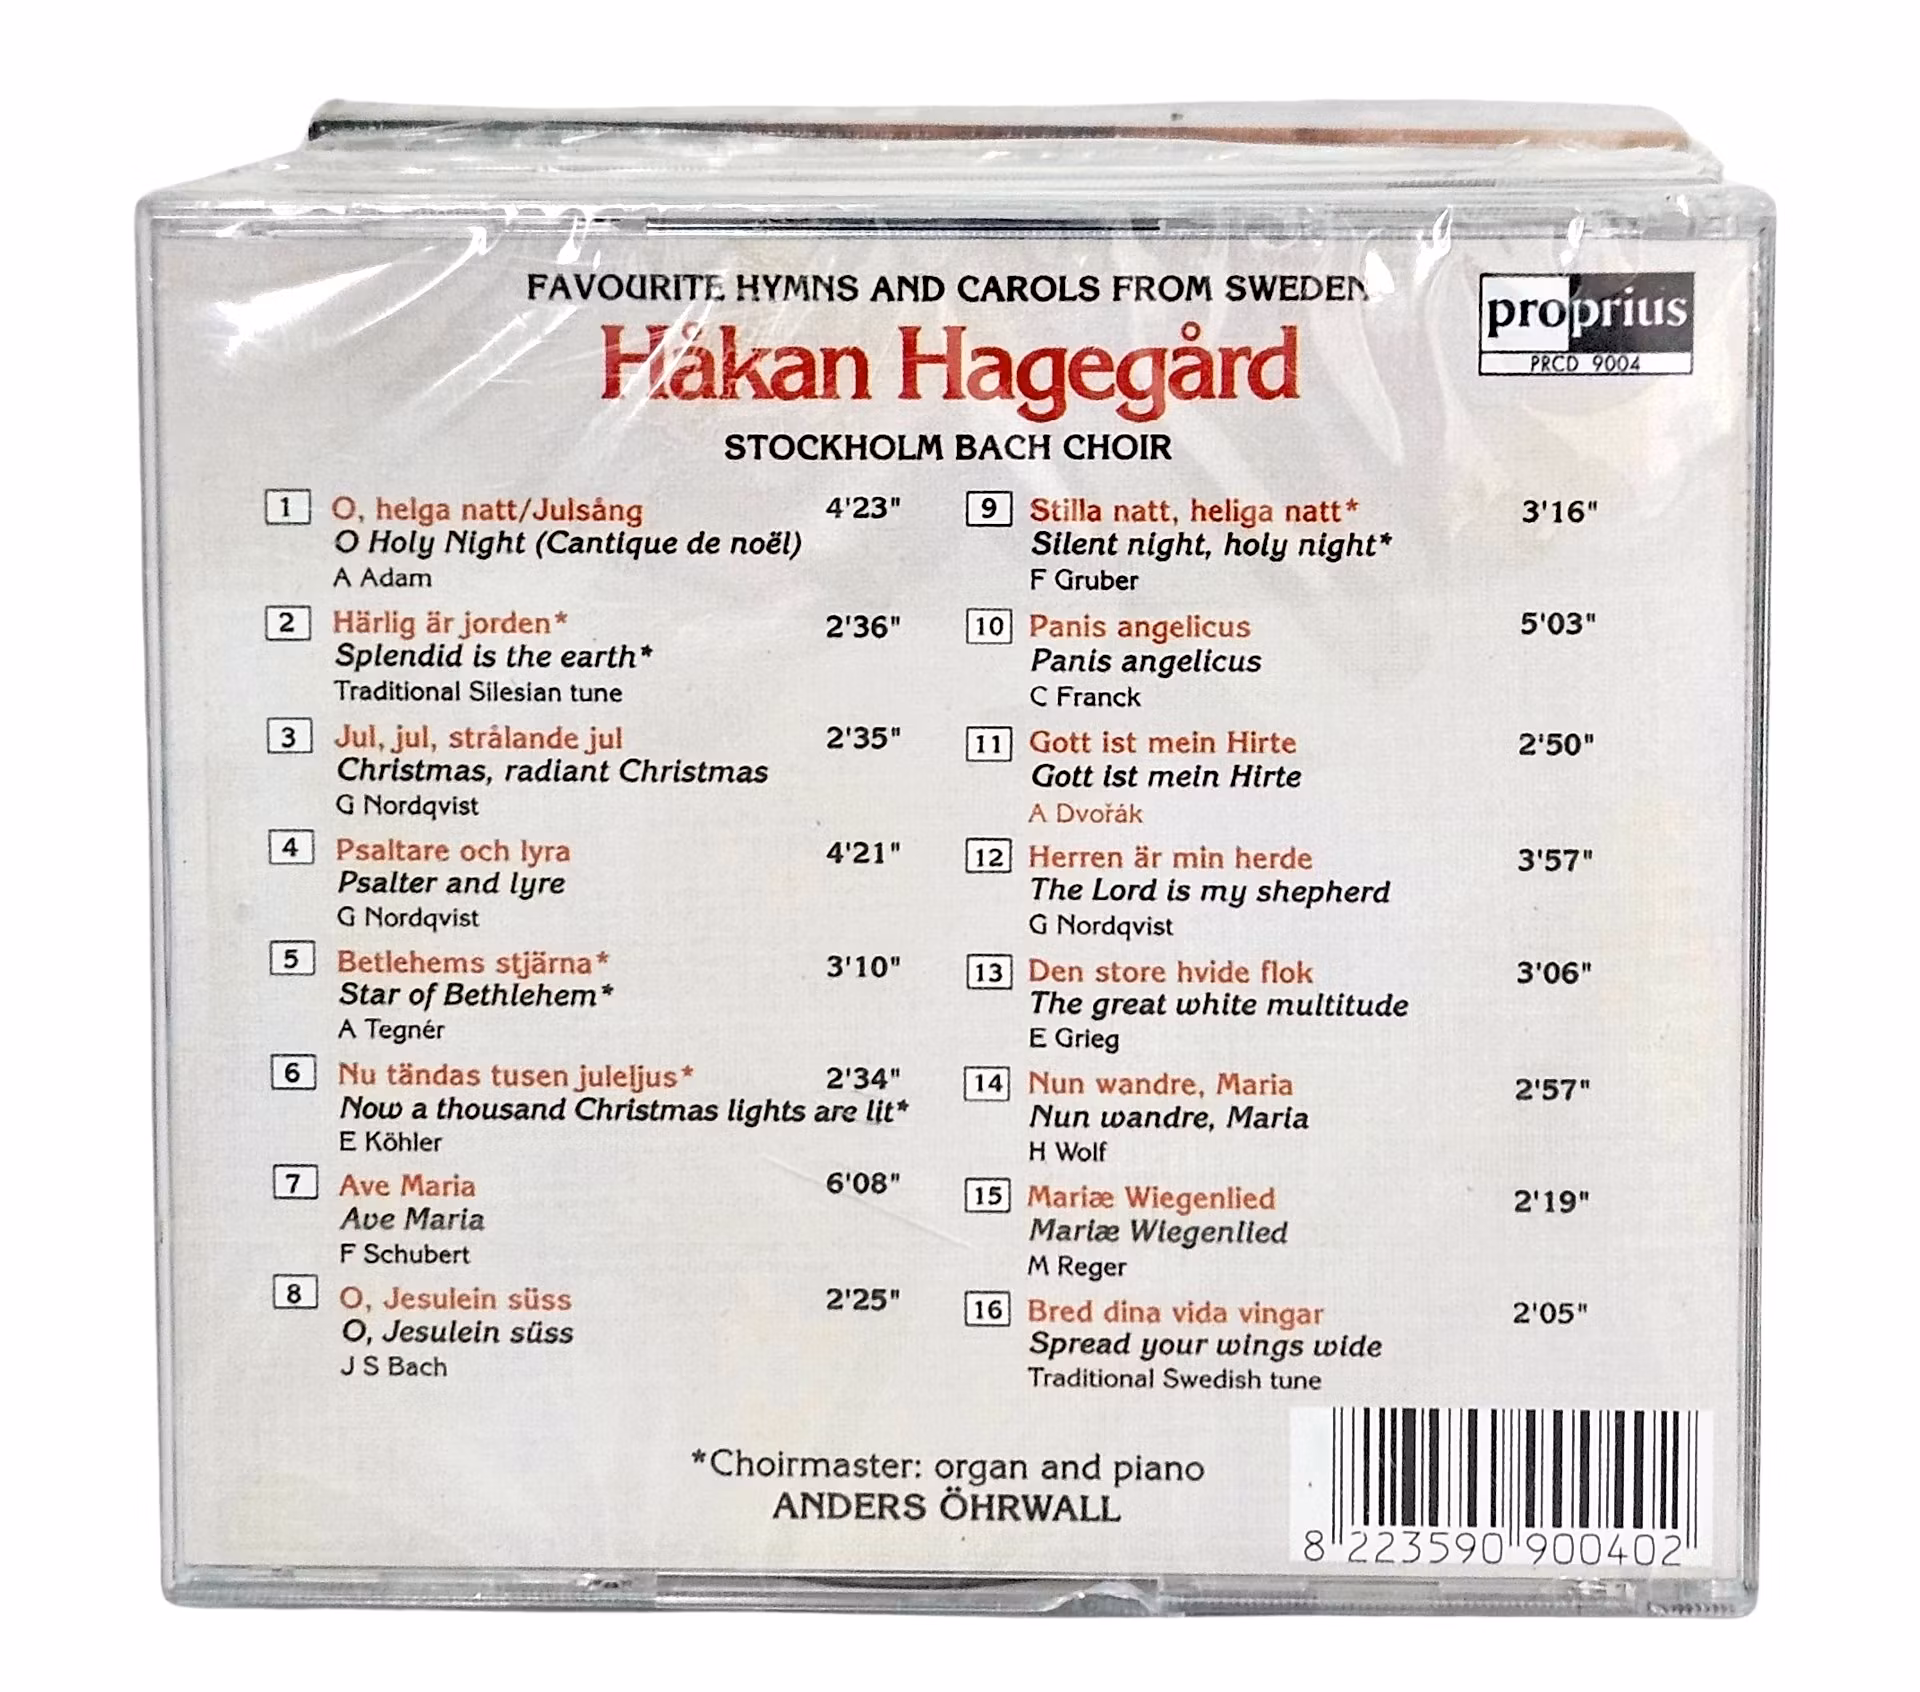 FAVOURITE HYMNS AND CAROLS FROM SWEDEN
Håkan Hagegård
STOCKHOLM BACH CHOIR
proprius
PRCD 9004
1 O, helga natt/Julsång 4'23"
O Holy Night (Cantique de noël)
A Adam
2 Härlig är jorden* 2'36"
Splendid is the earth*
Traditional Silesian tune
3 Jul, jul, strålande jul 2'35"
Christmas, radiant Christmas
G Nordqvist
4 Psaltare och lyra 4'21"
Psalter and lyre
G Nordqvist
5 Betlehems stjärna* 3'10"
Star of Bethlehem*
A Tegnér
6 Nu tändas tusen juleljus* 2'34"
Now a thousand Christmas lights are lit*
E Köhler
7 Ave Maria 6'08"
Ave Maria
F Schubert
8 O, Jesulein süss 2'25"
O, Jesulein süss
J S Bach
9 Stilla natt, heliga natt* 3'16"
Silent night, holy night*
F Gruber
10 Panis angelicus 5'03"
Panis angelicus
C Franck
11 Gott ist mein Hirte 2'50"
Gott ist mein Hirte
A Dvořák
12 Herren är min herde 3'57"
The Lord is my shepherd
G Nordqvist
13 Den store hvide flok 3'06"
The great white multitude
E Grieg
14 Nun wandre, Maria 2'57"
Nun wandre, Maria
H Wolf
15 Mariæ Wiegenlied 2'19"
Mariæ Wiegenlied
M Reger
16 Bred dina vida vingar 2'05"
Spread your wings wide
Traditional Swedish tune
*Choirmaster: organ and piano
ANDERS ÖHRWALL
8 223590 900402